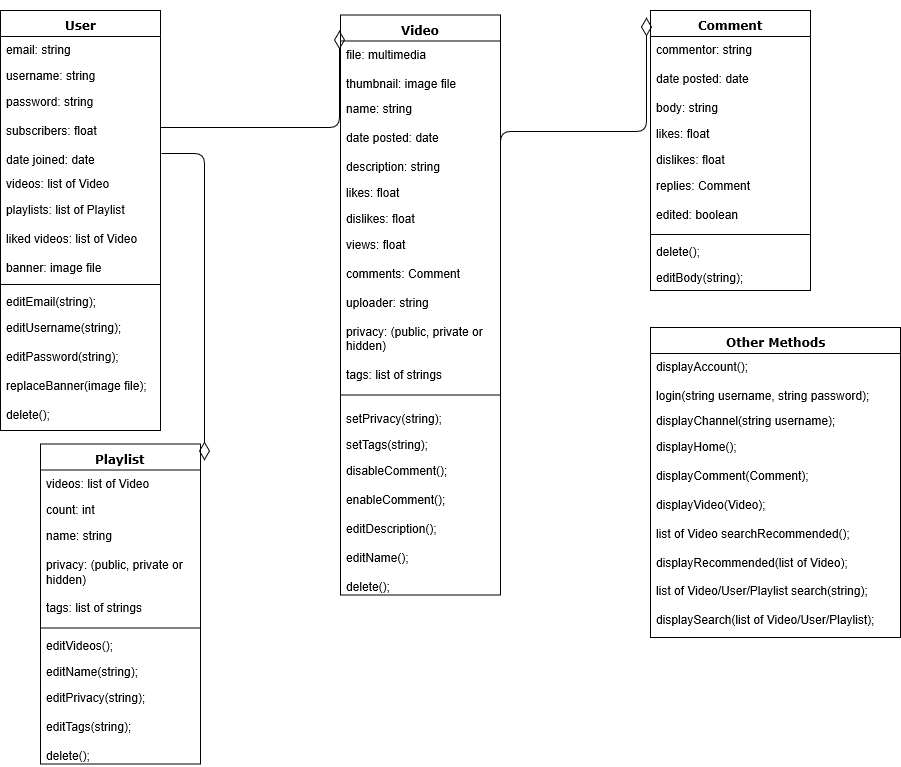 User
email: string
username: string
password: string
subscribers: float
date joined: date
videos: list of Video
playlists: list of Playlist
liked videos: list of Video
banner: image file
editEmail(string);
editUsername(string);
editPassword(string);
replaceBanner(image file);
delete();
Playlist
videos: list of Video
count: int
name: string
privacy: (public, private or
hidden)
tags: list of strings
editVideos();
editName(string);
editPrivacy(string);
editTags(string);
delete();
Video
file: multimedia
thumbnail: image file
name: string
date posted: date
description: string
likes: float
dislikes: float
views: float
comments: Comment
uploader: string
privacy: (public, private or
hidden)
tags: list of strings
setPrivacy(string);
setTags(string);
disableComment();
enableComment();
editDescription();
editName();
delete();
Comment
commentor: string
date posted: date
body: string
likes: float
dislikes: float
replies: Comment
edited: boolean
delete();
editBody(string);
Other Methods
displayAccount();
login(string username, string password);
displayChannel(string username);
displayHome();
displayComment(Comment);
displayVideo(Video);
list of Video searchRecommended();
displayRecommended(list of Video);
list of Video/User/Playlist search(string);
displaySearch(list of Video/User/Playlist);